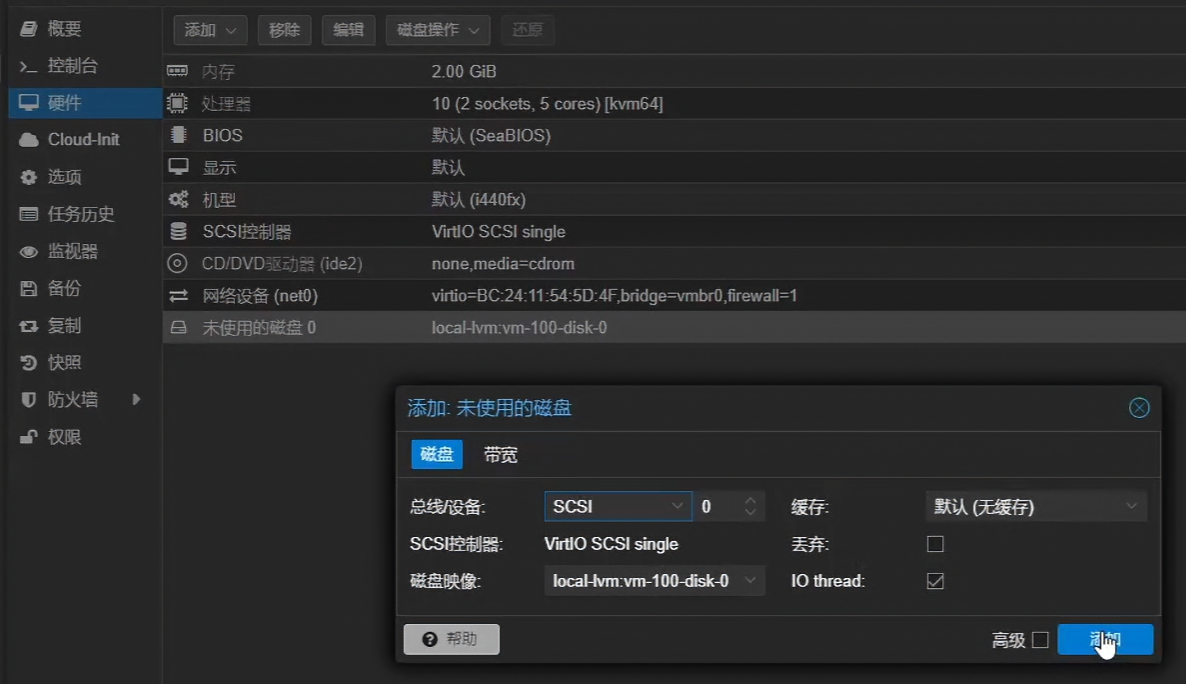 概要
控制台
硬件
Cloud-Init
选项
任务历史
监视器
备份
复制
快照
防火墙
权限
添加 移除 编辑 磁盘操作 还原
内存 2.00 GiB
处理器 10 (2 sockets, 5 cores) [kvm64]
BIOS 默认 (SeaBIOS)
显示 默认
机型 默认 (i440fx)
SCSI控制器 VirtIO SCSI single
CD/DVD驱动器 (ide2) none,media=cdrom
网络设备 (net0) virtio=BC:24:11:54:5D:4F,bridge=vmbr0,firewall=1
未使用的磁盘 0 local-lvm:vm-100-disk-0
添加: 未使用的磁盘
磁盘 带宽
总线/设备: SCSI 0 缓存: 默认 (无缓存)
SCSI控制器: VirtIO SCSI single 丢弃:
磁盘映像: local-lvm:vm-100-disk-0 IO thread:
帮助 高级 添加